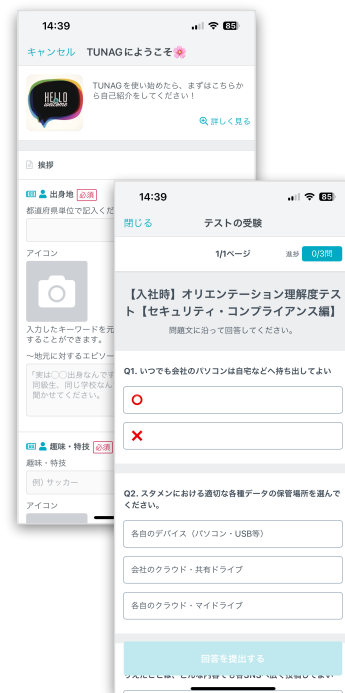 14:39
85
キャンセル
TUNAGにようこそ🌸
HELLO
welcome
TUNAGを使い始めたら、まずはこちらか
ら自己紹介をしてください！
詳しく見る
挨拶
出身地 必須
都道府県単位で記入くだ
アイコン
入力したキーワードを元
することができます。
〜地元に対するエピソー
「実は◯◯出身なんです
同級生、同じ学校なん
聞かせてください。
趣味・特技 必須
趣味・特技
例) サッカー
アイコン
14:39
85
閉じる
テストの受験
1/1ページ
進捗 0/3問
【入社時】オリエンテーション理解度テス
ト【セキュリティ・コンプライアンス編】
問題文に沿って回答してください。
Q1. いつでも会社のパソコンは自宅などへ持ち出してよい
Q2. スタメンにおける適切な各種データの保管場所を選んで
ください。
各自のデバイス（パソコン・USB等）
会社のクラウド・共有ドライブ
各自のクラウド・マイドライブ
回答を提出する